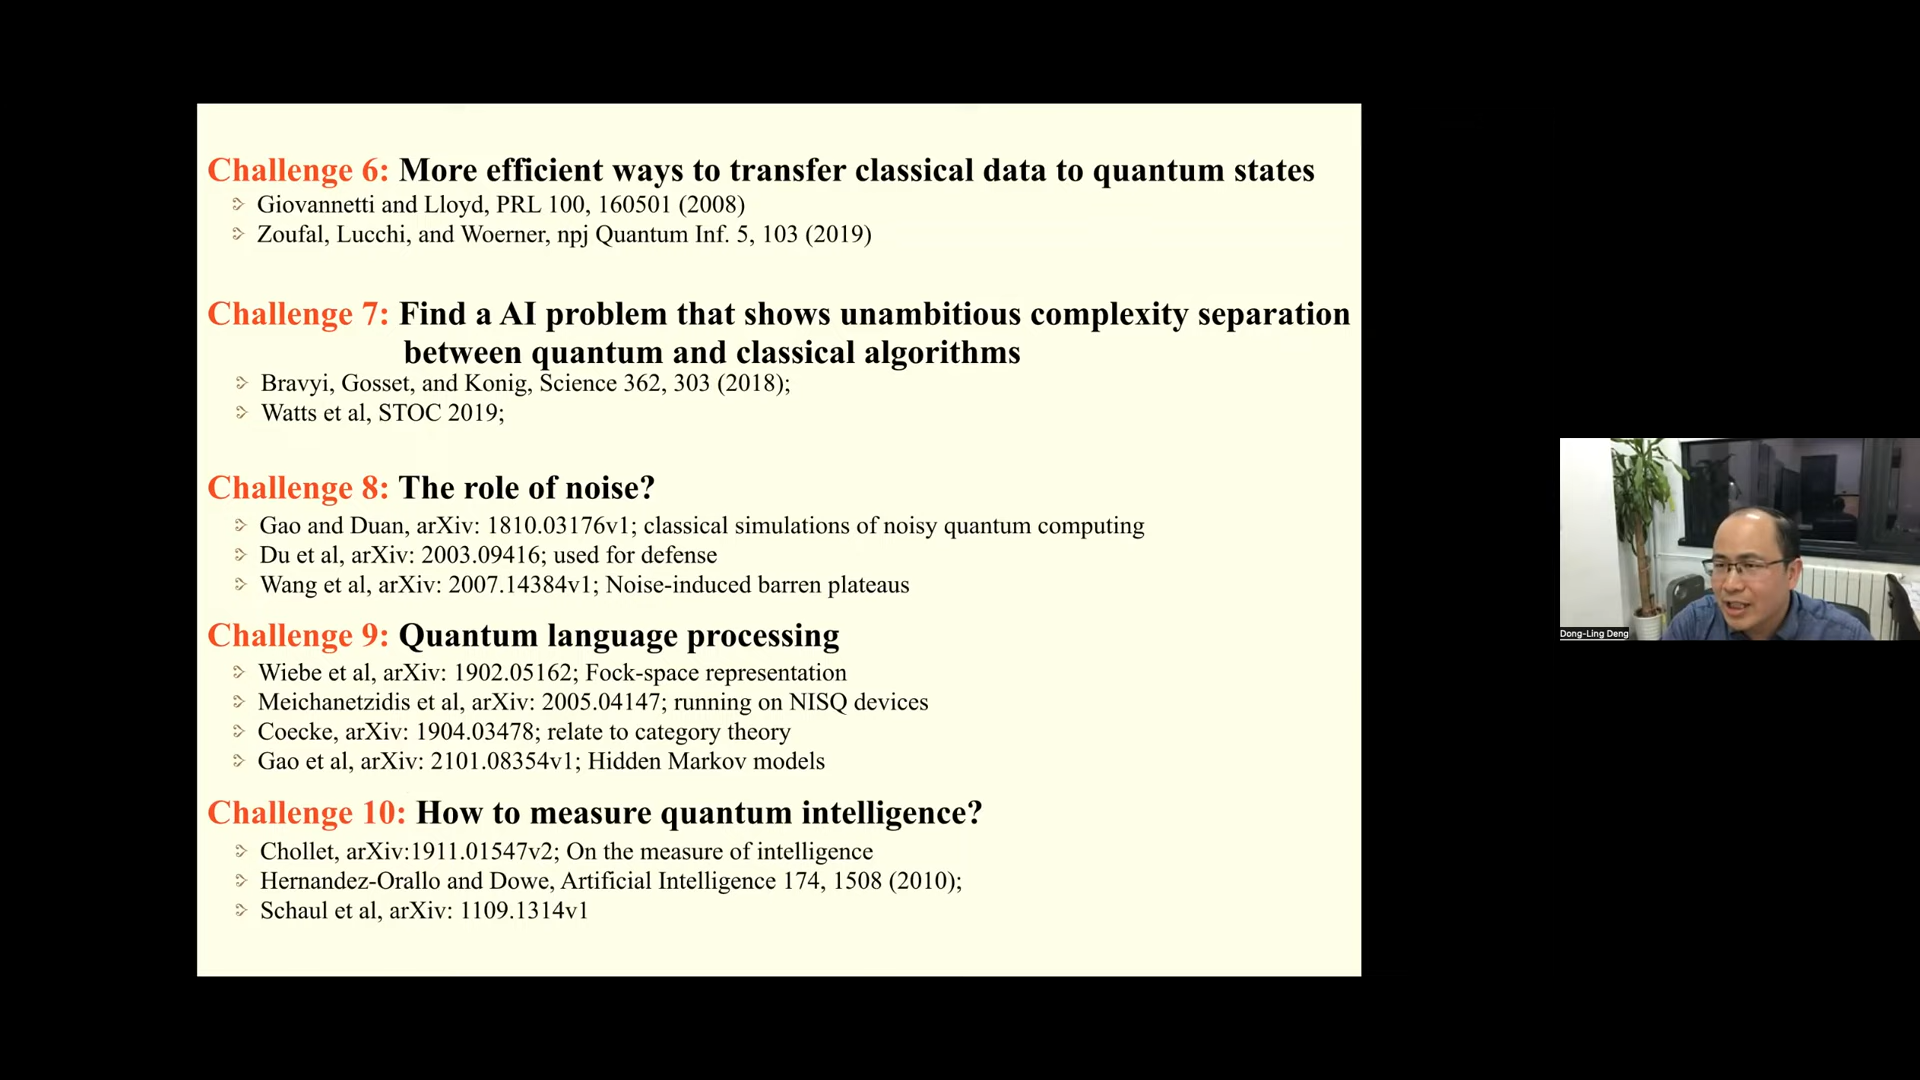 Challenge 6: More efficient ways to transfer classical data to quantum states
Giovannetti and Lloyd, PRL 100, 160501 (2008)
Zoufal, Lucchi, and Woerner, npj Quantum Inf. 5, 103 (2019)
Challenge 7: Find a AI problem that shows unambitious complexity separation
between quantum and classical algorithms
Bravyi, Gosset, and Konig, Science 362, 303 (2018);
Watts et al, STOC 2019;
Challenge 8: The role of noise?
Gao and Duan, arXiv: 1810.03176v1; classical simulations of noisy quantum computing
Du et al, arXiv: 2003.09416; used for defense
Wang et al, arXiv: 2007.14384v1; Noise-induced barren plateaus
Challenge 9: Quantum language processing
Wiebe et al, arXiv: 1902.05162; Fock-space representation
Meichanetzidis et al, arXiv: 2005.04147; running on NISQ devices
Coecke, arXiv: 1904.03478; relate to category theory
Gao et al, arXiv: 2101.08354v1; Hidden Markov models
Challenge 10: How to measure quantum intelligence?
Chollet, arXiv:1911.01547v2; On the measure of intelligence
Hernandez-Orallo and Dowe, Artificial Intelligence 174, 1508 (2010);
Schaul et al, arXiv: 1109.1314v1
Dong-Ling Deng